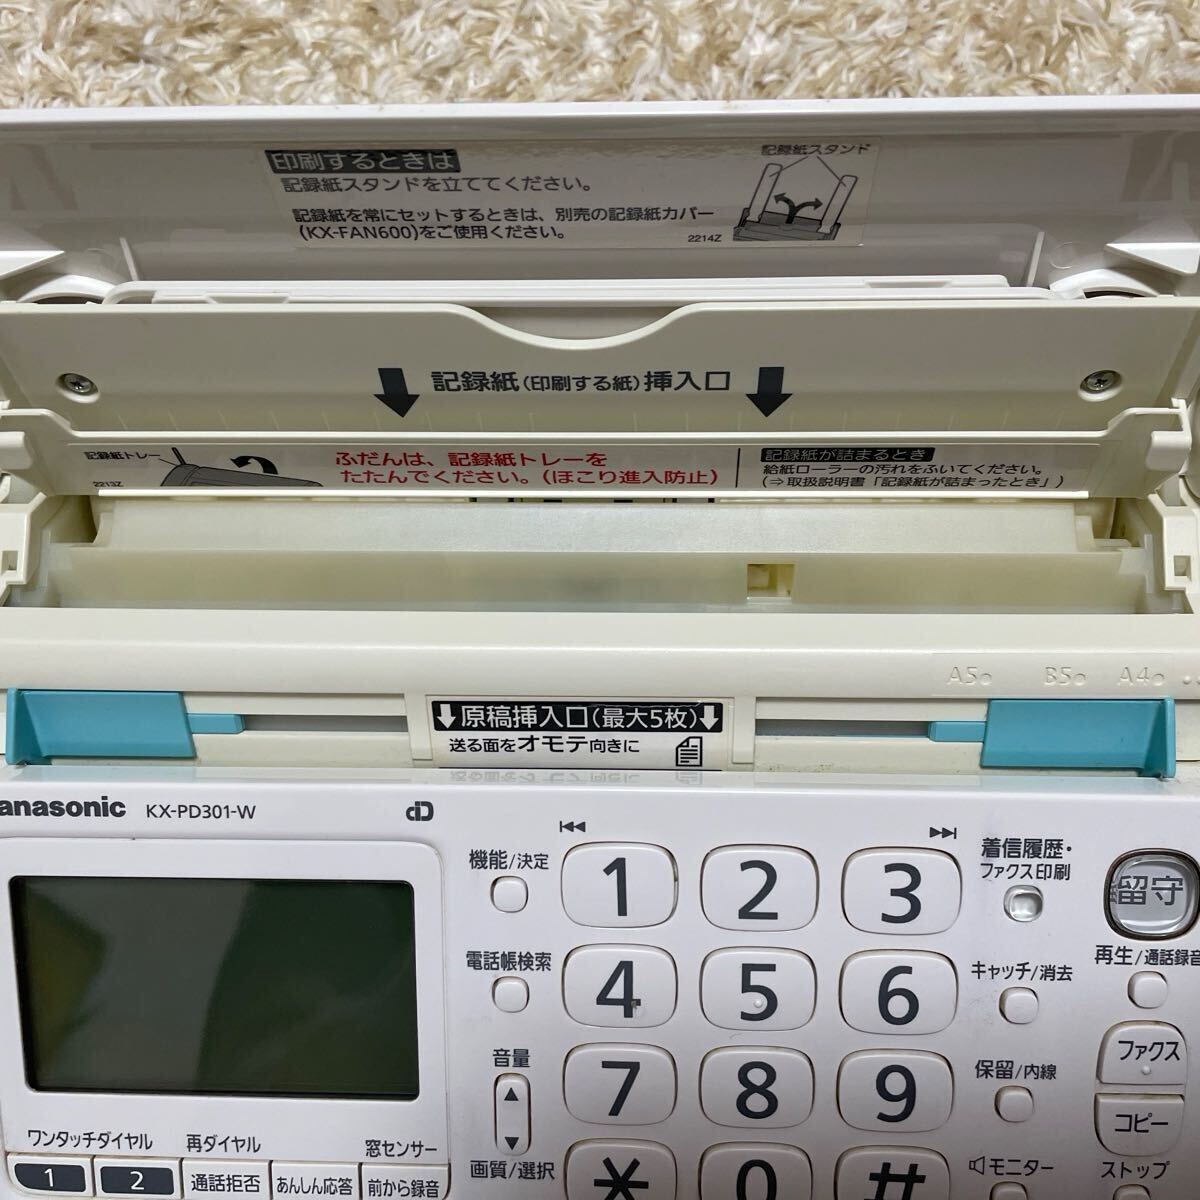 印刷するときは
記録紙スタンドを立ててください。
記録紙を常にセットするときは、別売の記録紙カバー
(KX-FAN600)をご使用ください。
記録紙スタンド
2214Z
記録紙(印刷する紙)挿入口
記録紙トレー
2213Z
ふだんは、記録紙トレーを
たたんでください。(ほこり進入防止)
記録紙が詰まるとき
給紙ローラーの汚れをふいてください。
(⇒取扱説明書「記録紙が詰まったとき」)
A5 B5 A4
原稿挿入口(最大5枚)
送る面をオモテ向きに
anasonic KX-PD301-W
機能/決定
1 2 3
着信履歴・
ファクス印刷
留守
電話帳検索
4 5 6
キャッチ/消去
再生/通話録音
音量
7 8 9
保留/内線
ファクス
コピー
画質/選択
* 0 #
モニター
ストップ
ワンタッチダイヤル 再ダイヤル 窓センサー
1 2 通話拒否 あんしん応答 前から録音